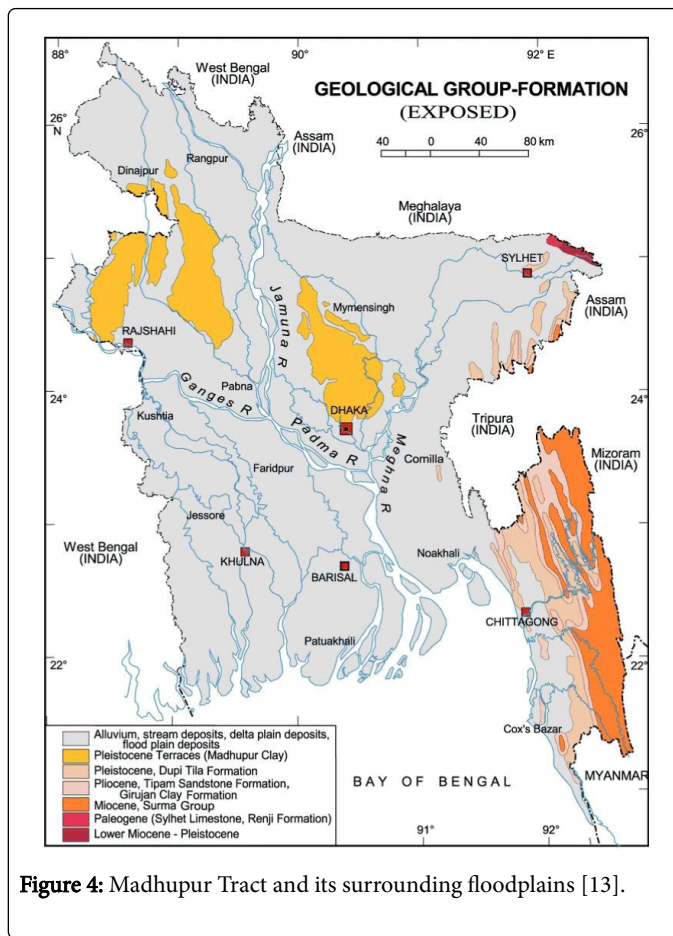 88°
90°
92° E
West Bengal
(INDIA)
GEOLOGICAL GROUP-FORMATION
(EXPOSED)
26°
N
26°
Assam
(INDIA)
40 0 40 80 km
Rangpur
Dinajpur
Meghalaya
(INDIA)
SYLHET
Jamuna R
Mymensingh
Assam
(INDIA)
RAJSHAHI
Pabna
24°
24°
Ganges R
DHAKA
Kushtia
Padma R
Tripura
(INDIA)
Meghna R
Mizoram
(INDIA)
Comilla
Faridpur
Jessore
West Bengal
(INDIA)
KHULNA
Noakhali
BARISAL
CHITTAGONG
Patuakhali
22°
22°
Cox's Bazar
Alluvium, stream deposits, delta plain deposits,
flood plain deposits
Pleistocene Terraces (Madhupur Clay)
Pleistocene, Dupi Tila Formation
Pliocene, Tipam Sandstone Formation,
Girujan Clay Formation
Miocene, Surma Group
Paleogene (Sylhet Limestone, Renji Formation)
Lower Miocene - Pleistocene
BAY OF BENGAL
MYANMAR
91°
92°
Figure 4: Madhupur Tract and its surrounding floodplains [13].